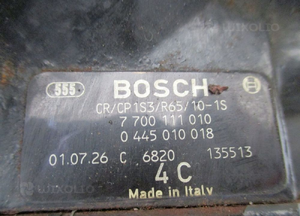 555 BOSCH
CR/CP1S3/R65/10-1S
7 700 111 010
0 445 010 018
01.07.26 C 6820 135513
4 C
Made in Italy